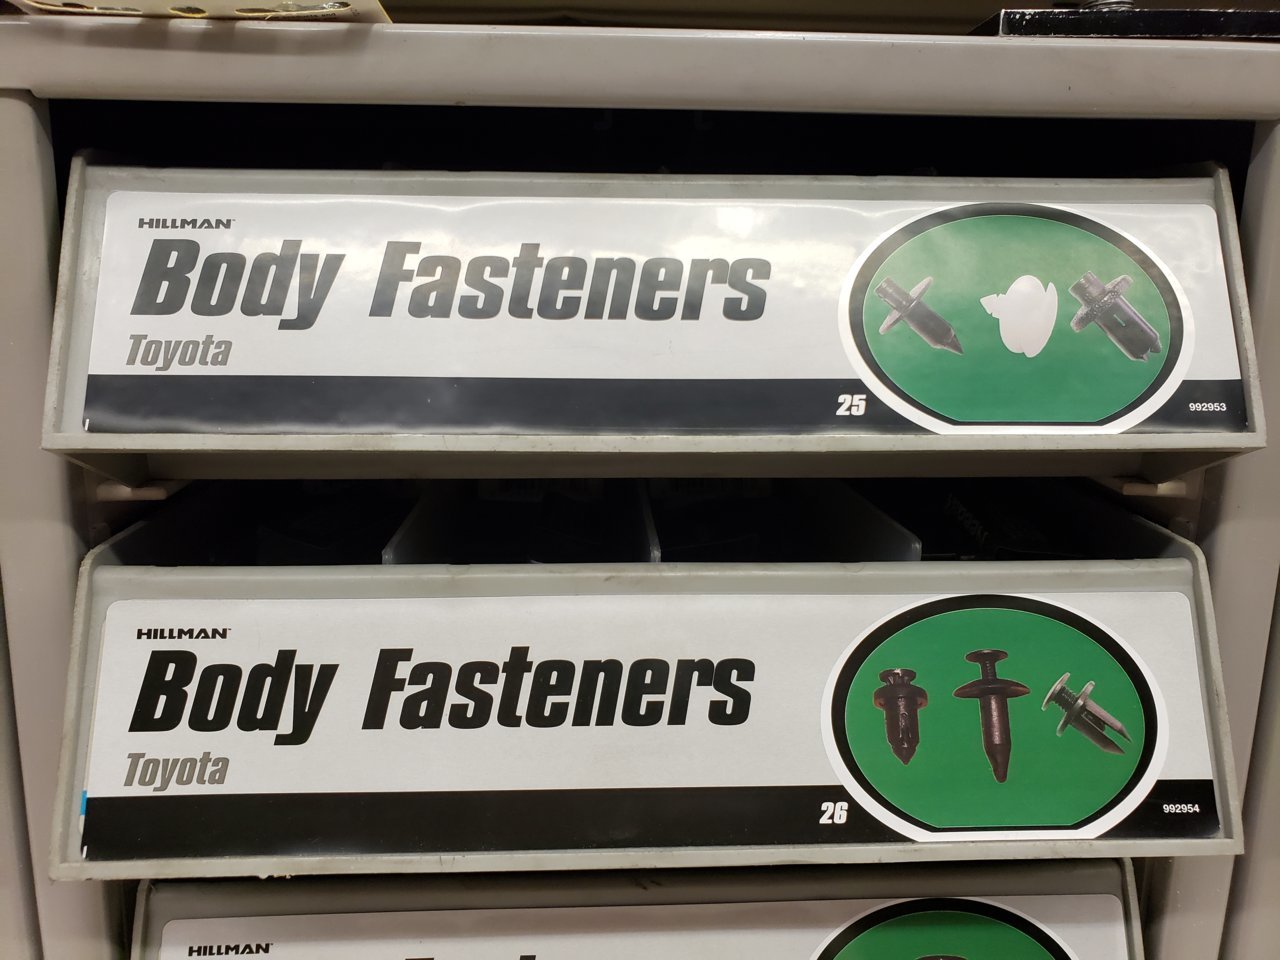 HILLMAN
Body Fasteners
Toyota
25
992953
HILLMAN
Body Fasteners
Toyota
26
992954
HILLMAN